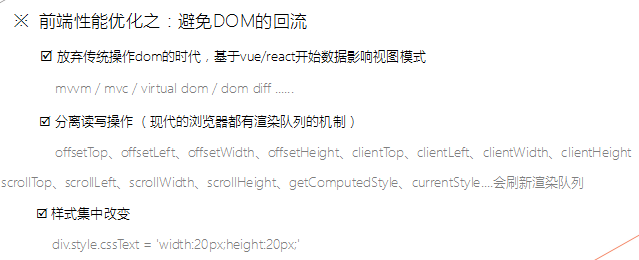 ※ 前端性能优化之：避免DOM的回流
☑ 放弃传统操作dom的时代，基于vue/react开始数据影响视图模式
mvvm / mvc / virtual dom / dom diff ......
☑ 分离读写操作 （现代的浏览器都有渲染队列的机制）
offsetTop、offsetLeft、offsetWidth、offsetHeight、clientTop、clientLeft、clientWidth、clientHeight
scrollTop、scrollLeft、scrollWidth、scrollHeight、getComputedStyle、currentStyle....会刷新渲染队列
☑ 样式集中改变
div.style.cssText = 'width:20px;height:20px;'